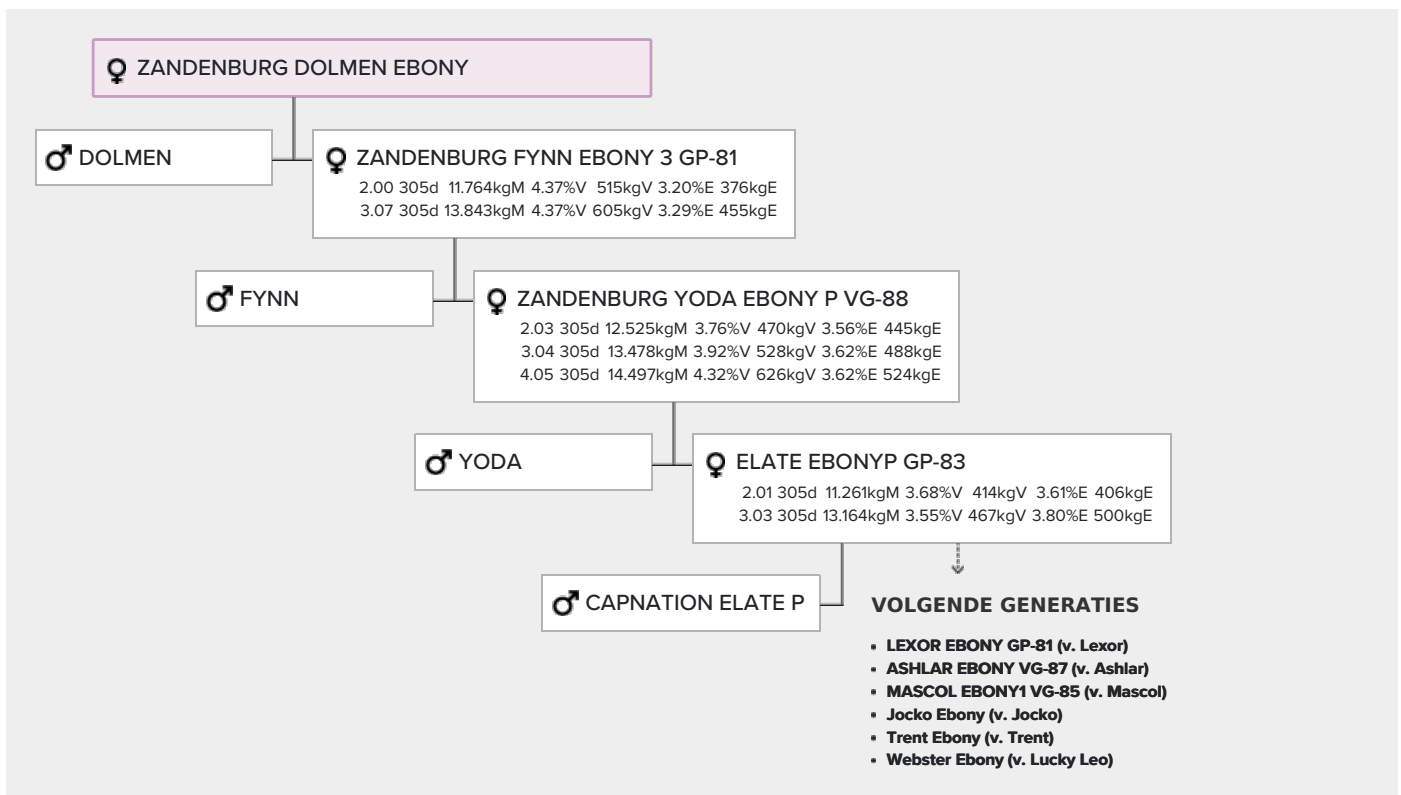 ZANDENBURG DOLMEN EBONY
DOLMEN
ZANDENBURG FYNN EBONY 3 GP-81
2.00 305d 11.764kgM 4.37%V 515kgV 3.20%E 376kgE
3.07 305d 13.843kgM 4.37%V 605kgV 3.29%E 455kgE
FYNN
ZANDENBURG YODA EBONY P VG-88
2.03 305d 12.525kgM 3.76%V 470kgV 3.56%E 445kgE
3.04 305d 13.478kgM 3.92%V 528kgV 3.62%E 488kgE
4.05 305d 14.497kgM 4.32%V 626kgV 3.62%E 524kgE
YODA
ELATE EBONYP GP-83
2.01 305d 11.261kgM 3.68%V 414kgV 3.61%E 406kgE
3.03 305d 13.164kgM 3.55%V 467kgV 3.80%E 500kgE
CAPNATION ELATE P
VOLGENDE GENERATIES
• LEXOR EBONY GP-81 (v. Lexor)
• ASHLAR EBONY VG-87 (v. Ashlar)
• MASCOL EBONY1 VG-85 (v. Mascol)
• Jocko Ebony (v. Jocko)
• Trent Ebony (v. Trent)
• Webster Ebony (v. Lucky Leo)